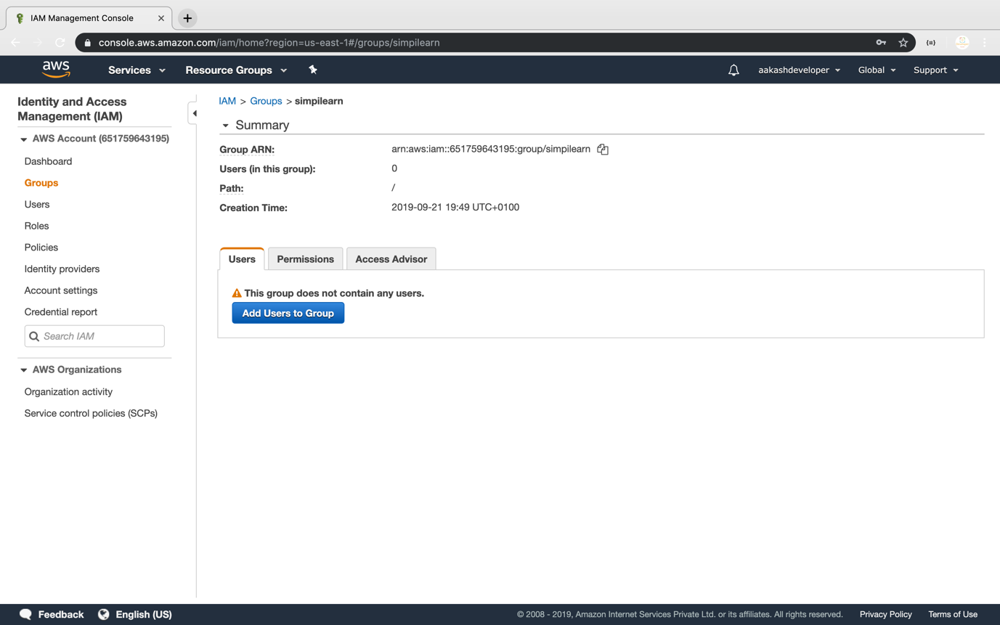 IAM Management Console
console.aws.amazon.com/iam/home?region=us-east-1#/groups/simpilearn
aws
Services
Resource Groups
aakashdeveloper
Global
Support
Identity and Access
Management (IAM)
AWS Account (651759643195)
Dashboard
Groups
Users
Roles
Policies
Identity providers
Account settings
Credential report
Search IAM
AWS Organizations
Organization activity
Service control policies (SCPs)
IAM > Groups > simpilearn
Summary
Group ARN: arn:aws:iam::651759643195:group/simpilearn
Users (in this group): 0
Path: /
Creation Time: 2019-09-21 19:49 UTC+0100
Users Permissions Access Advisor
This group does not contain any users.
Add Users to Group
Feedback
English (US)
© 2008 - 2019, Amazon Internet Services Private Ltd. or its affiliates. All rights reserved.
Privacy Policy
Terms of Use